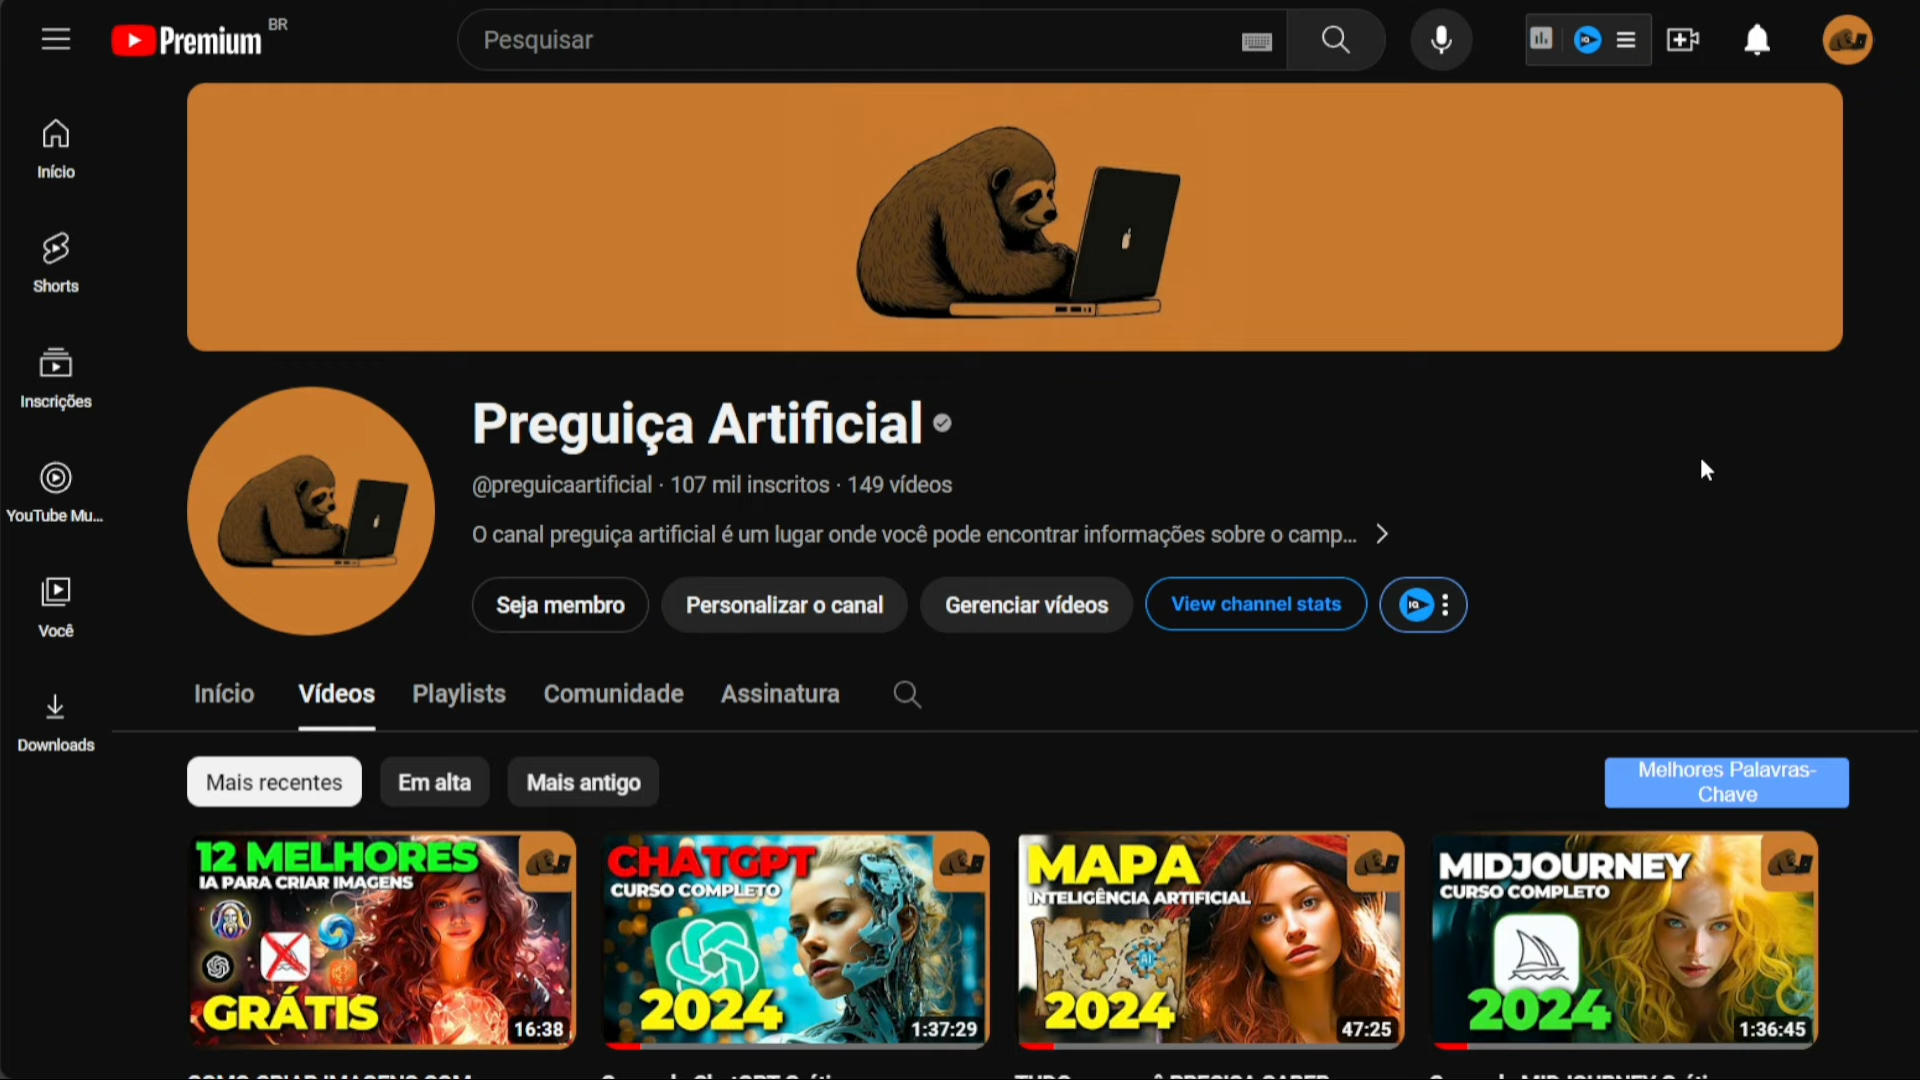 Premium BR
Pesquisar
Início
Shorts
Inscrições
YouTube Mu...
Você
Downloads
Preguiça Artificial
@preguicaartificial · 107 mil inscritos · 149 vídeos
O canal preguiça artificial é um lugar onde você pode encontrar informações sobre o camp...
Seja membro
Personalizar o canal
Gerenciar vídeos
View channel stats
IQ
Início
Vídeos
Playlists
Comunidade
Assinatura
Mais recentes
Em alta
Mais antigo
Melhores Palavras-
Chave
12 MELHORES
IA PARA CRIAR IMAGENS
GRÁTIS
16:38
CHATGPT
CURSO COMPLETO
2024
1:37:29
MAPA
INTELIGÊNCIA ARTIFICIAL
AI
2024
47:25
MIDJOURNEY
CURSO COMPLETO
2024
1:36:45